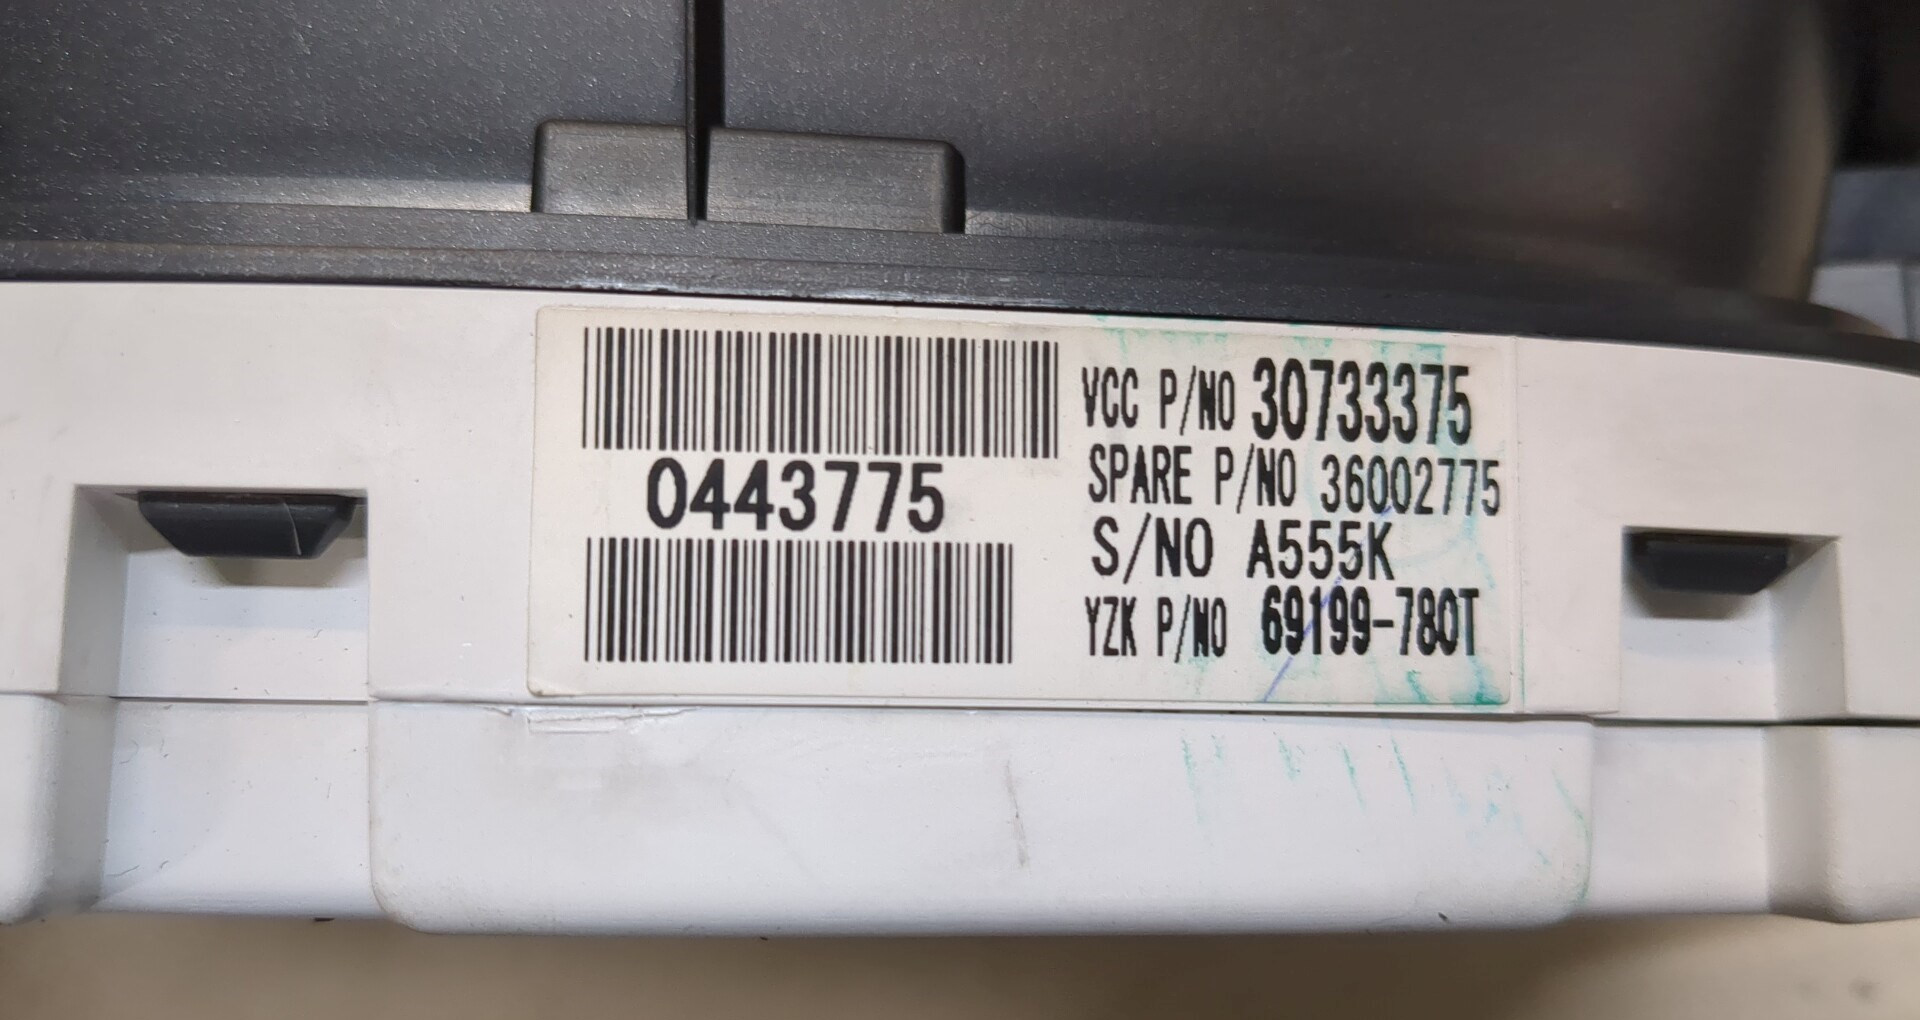 0443775
VCC P/NO 30733375
SPARE P/NO 36002775
S/NO A555K
YZK P/NO 69199-780T